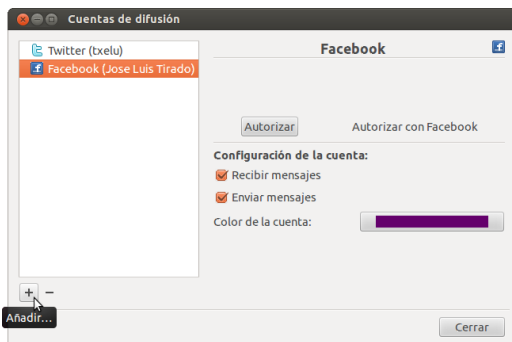 Cuentas de difusión
Twitter (txelu)
Facebook (Jose Luis Tirado)
Facebook
Autorizar
Autorizar con Facebook
Configuración de la cuenta:
Recibir mensajes
Enviar mensajes
Color de la cuenta:
+ −
Añadir...
Cerrar